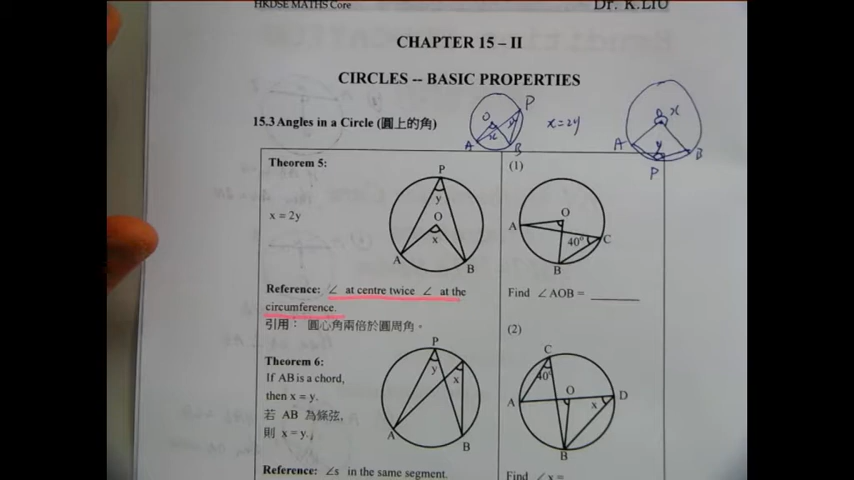 HKDSE MATHS Core
Dr. K.LIU
CHAPTER 15 – II
CIRCLES -- BASIC PROPERTIES
15.3 Angles in a Circle (圓上的角)
O
P
y
x
A
B
x=2y
x
A
y
B
P
Theorem 5:
x = 2y
P
y
O
x
A
B
Reference: ∠ at centre twice ∠ at the
circumference.
引用： 圓心角兩倍於圓周角。
(1)
O
A
40°
C
B
Find ∠AOB =
Theorem 6:
If AB is a chord,
then x = y.
若 AB 為條弦,
則 x = y.
P
y
x
A
B
Reference: ∠s in the same segment.
(2)
C
40°
O
A
x
D
B
Find ∠x =